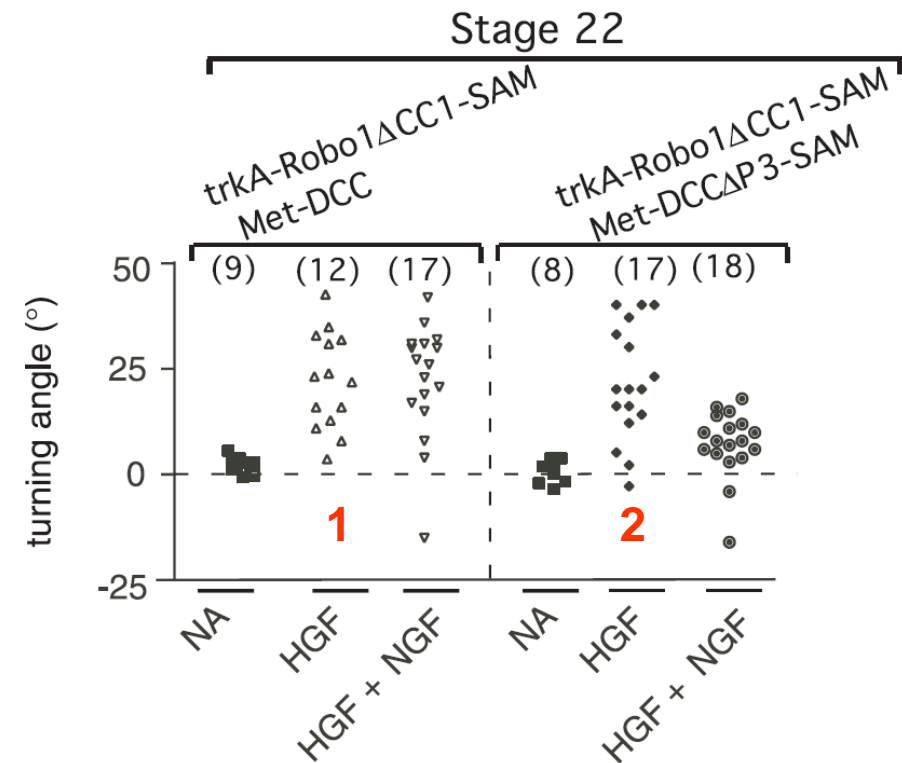 Stage 22
trkA-Robo1ΔCC1-SAM
Met-DCC
trkA-Robo1ΔCC1-SAM
Met-DCCΔP3-SAM
(9) (12) (17) (8) (17) (18)
turning angle (°)
50
25
0
-25
1 2
NA HGF HGF + NGF NA HGF HGF + NGF